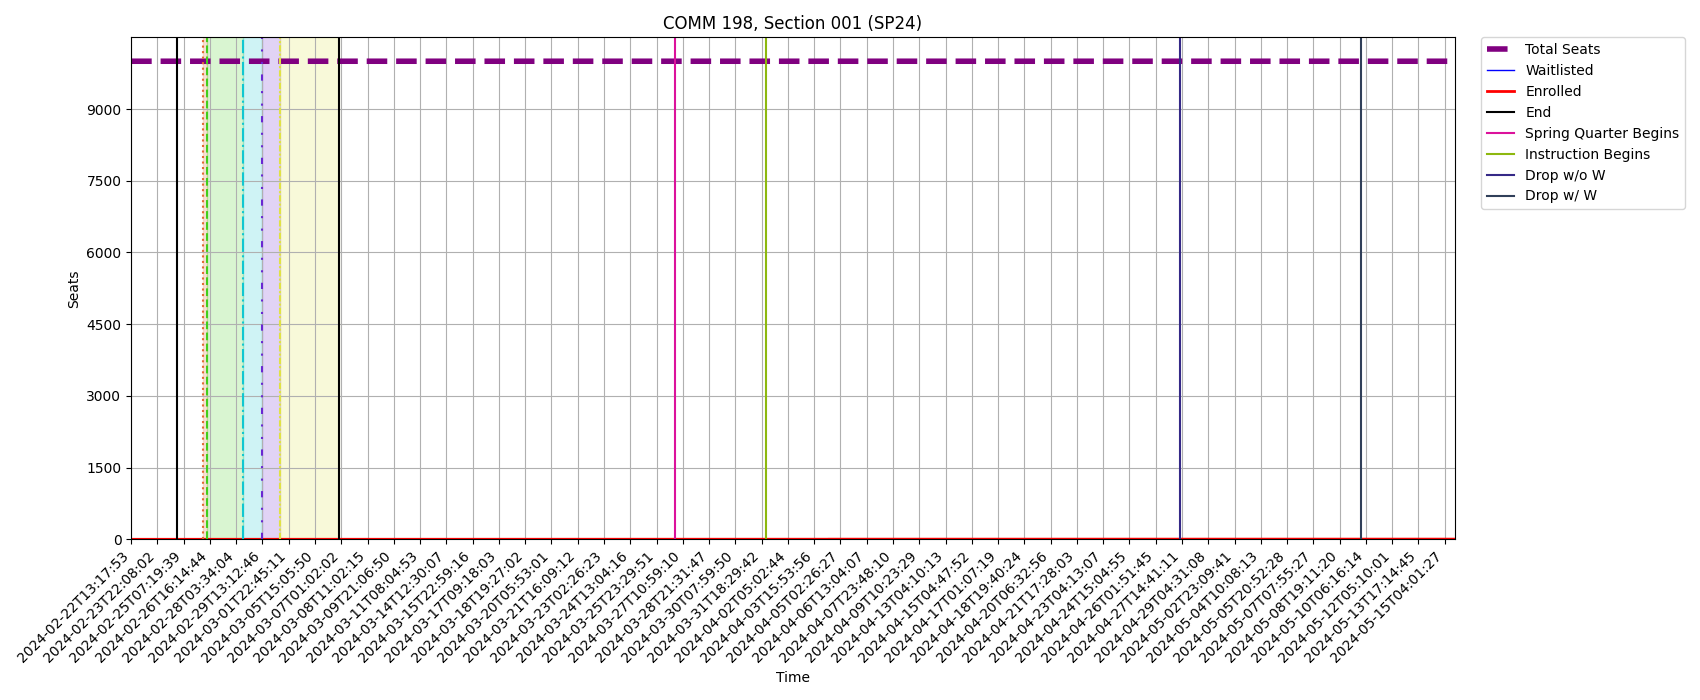 COMM 198, Section 001 (SP24)
Total Seats
Waitlisted
Enrolled
End
Spring Quarter Begins
Instruction Begins
Drop w/o W
Drop w/ W
Seats
9000
7500
6000
4500
3000
1500
0
2024-02-22T13:17:53
2024-02-23T22:08:02
2024-02-25T07:19:39
2024-02-26T16:14:44
2024-02-28T03:34:04
2024-02-29T13:12:46
2024-03-01T22:45:11
2024-03-05T15:05:50
2024-03-07T01:02:02
2024-03-08T11:02:15
2024-03-09T21:06:50
2024-03-11T08:04:53
2024-03-14T12:30:07
2024-03-15T22:59:16
2024-03-17T09:18:03
2024-03-18T19:27:02
2024-03-20T05:53:01
2024-03-21T16:09:12
2024-03-23T02:26:23
2024-03-24T13:04:16
2024-03-25T23:29:51
2024-03-27T10:59:10
2024-03-28T21:31:47
2024-03-30T07:59:50
2024-03-31T18:29:42
2024-04-02T05:02:44
2024-04-03T15:53:56
2024-04-05T02:26:27
2024-04-06T13:04:07
2024-04-07T23:48:10
2024-04-09T10:23:29
2024-04-13T04:10:13
2024-04-15T04:47:52
2024-04-17T01:07:19
2024-04-18T19:40:24
2024-04-20T06:32:56
2024-04-21T17:28:03
2024-04-23T04:13:07
2024-04-24T15:04:55
2024-04-26T01:51:45
2024-04-27T14:41:11
2024-04-29T04:31:08
2024-05-02T23:09:41
2024-05-04T10:08:13
2024-05-05T20:52:28
2024-05-07T07:55:27
2024-05-08T19:11:20
2024-05-10T06:16:14
2024-05-12T05:10:01
2024-05-13T17:14:45
2024-05-15T04:01:27
Time